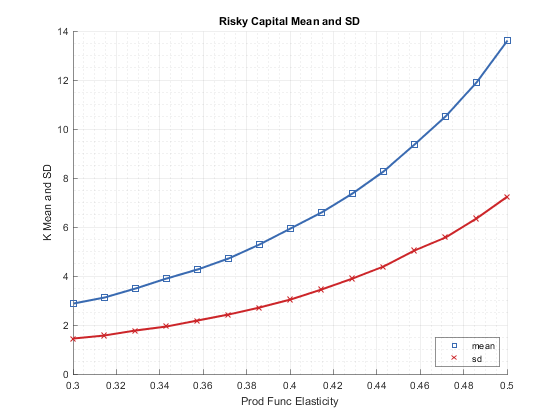 Risky Capital Mean and SD
14
12
10
8
6
4
2
0
K Mean and SD
0.3 0.32 0.34 0.36 0.38 0.4 0.42 0.44 0.46 0.48 0.5
Prod Func Elasticity
mean
sd